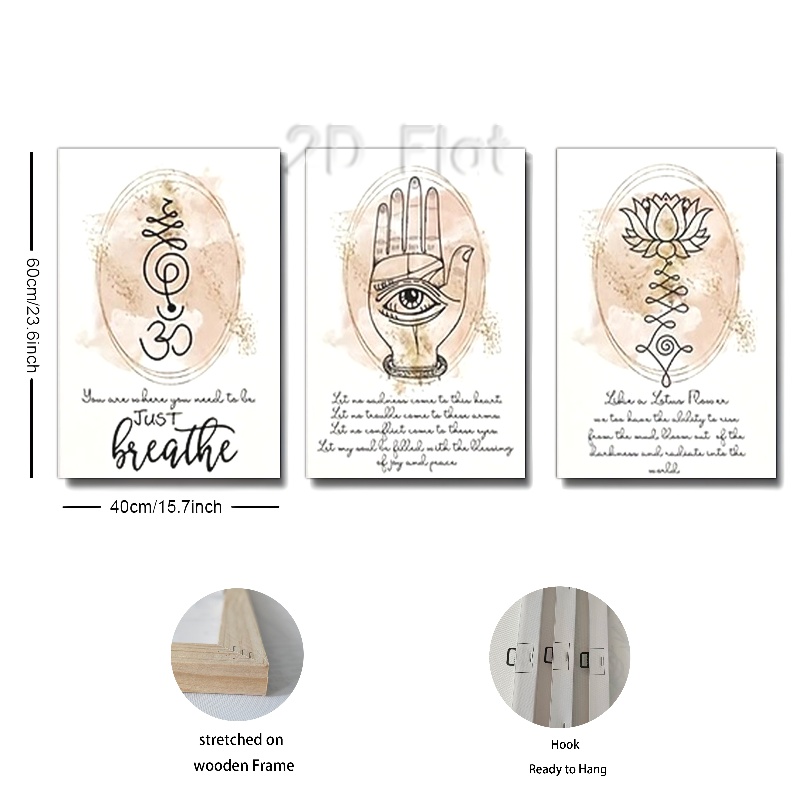 2D Flat
60cm/23.6inch
You are where you need to be
JUST
breathe
Let no sadness come to this heart
Let no trouble come to these arms
Let no conflict come to these eyes
Let my soul be filled with the blessing
of joy and peace
Like a Lotus Flower
we too have the ability to rise
from the mud, bloom out of the
darkness and radiate into the
world.
40cm/15.7inch
stretched on
wooden Frame
Hook
Ready to Hang